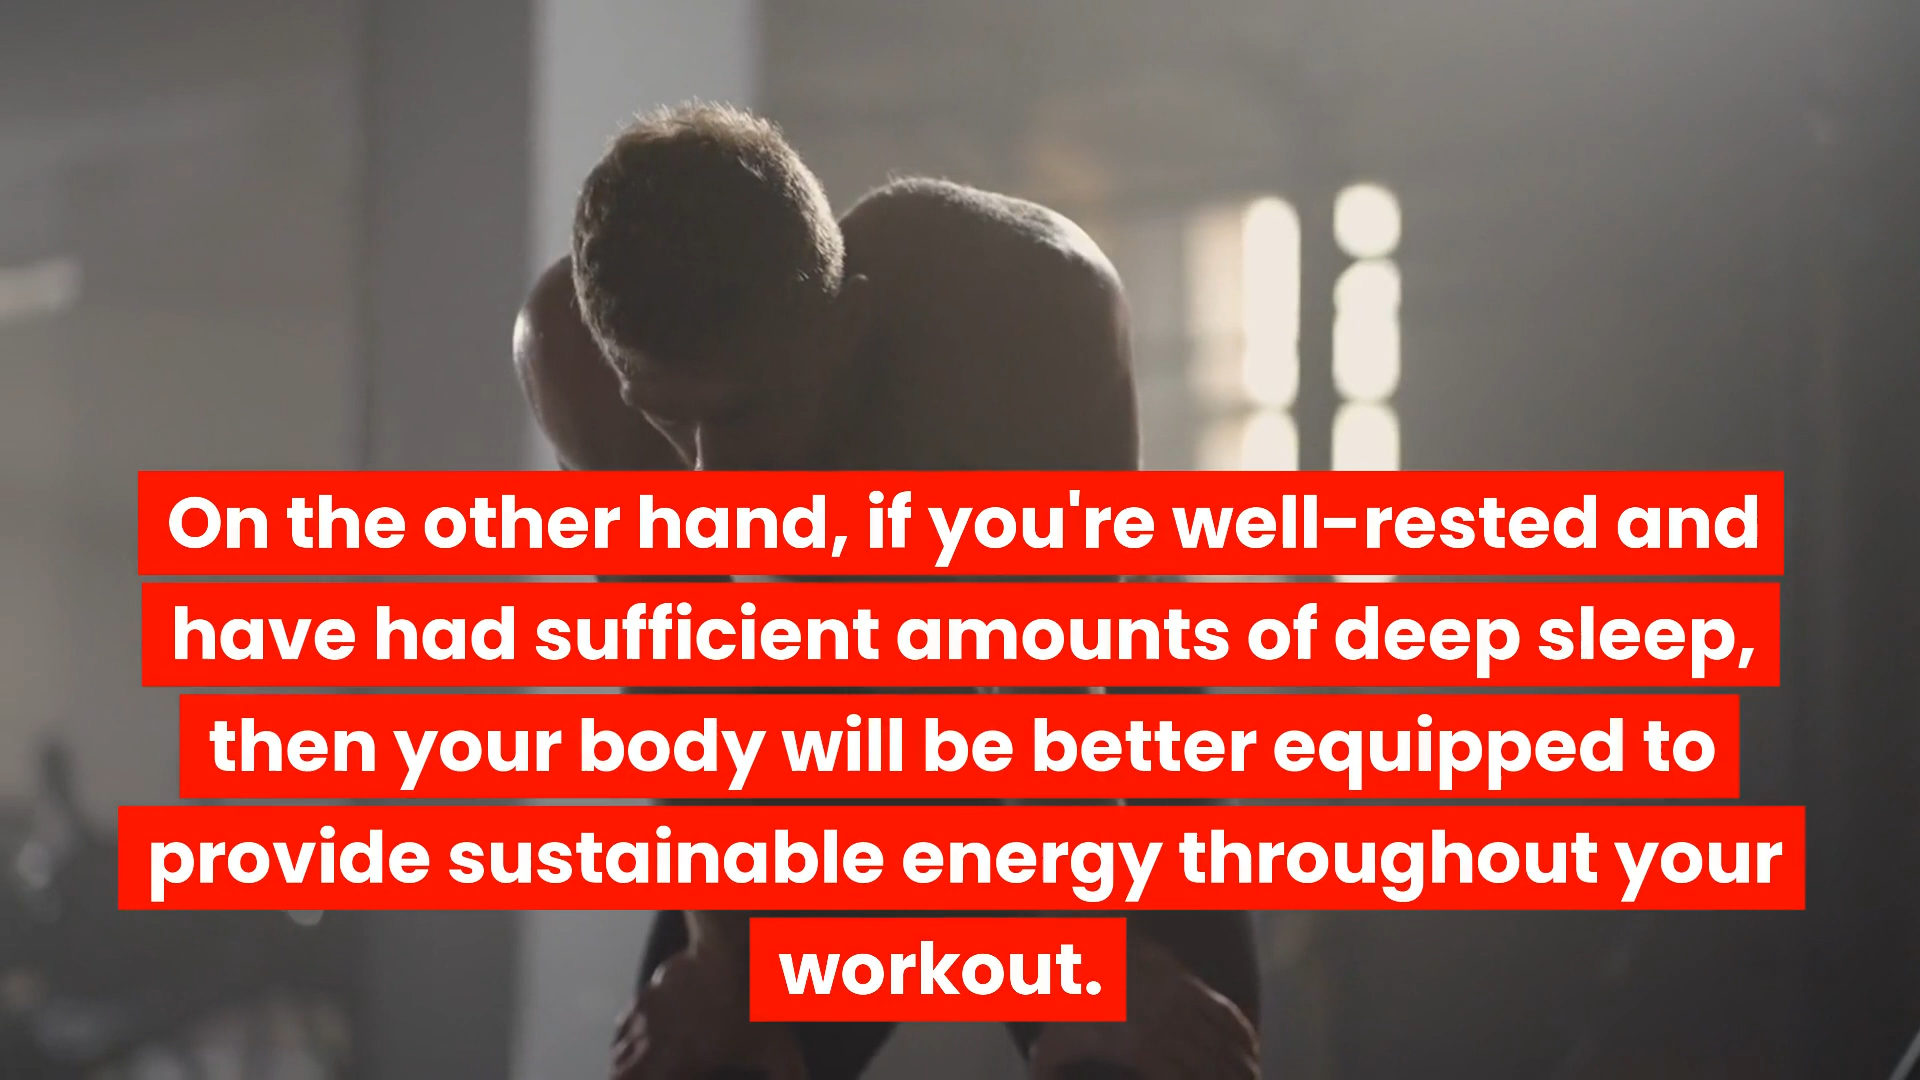 On the other hand, if you're well-rested and
have had sufficient amounts of deep sleep,
then your body will be better equipped to
provide sustainable energy throughout your
workout.